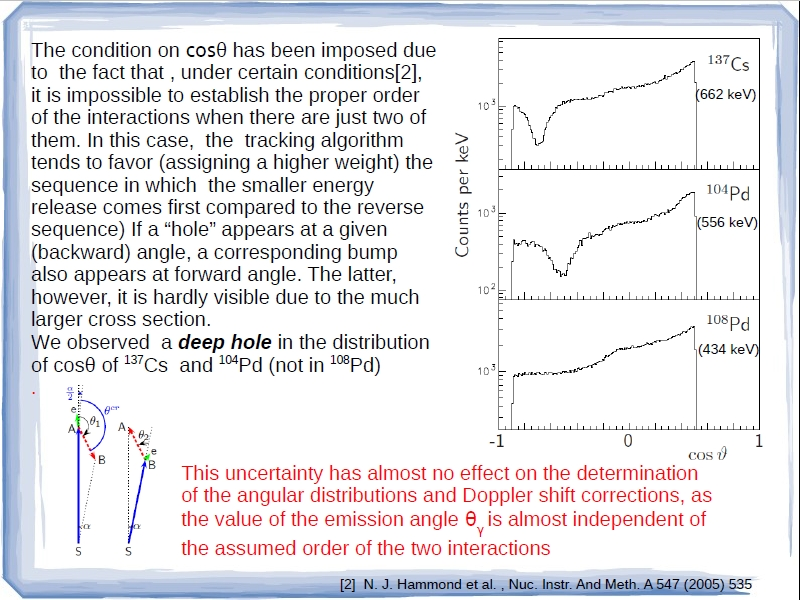 The condition on cosθ has been imposed due
to the fact that , under certain conditions[2],
it is impossible to establish the proper order
of the interactions when there are just two of
them. In this case, the tracking algorithm
tends to favor (assigning a higher weight) the
sequence in which the smaller energy
release comes first compared to the reverse
sequence) If a “hole” appears at a given
(backward) angle, a corresponding bump
also appears at forward angle. The latter,
however, it is hardly visible due to the much
larger cross section.
We observed a deep hole in the distribution
of cosθ of ¹³⁷Cs and ¹⁰⁴Pd (not in ¹⁰⁸Pd)
.
Counts per keV
¹³⁷Cs
(662 keV)
10³
¹⁰⁴Pd
(556 keV)
10³
10²
¹⁰⁸Pd
(434 keV)
10³
-1 0 1
cos ϑ
θᶜʳ
e
A θ₁
B
α
S
A θ₂
e
B
α
S
This uncertainty has almost no effect on the determination
of the angular distributions and Doppler shift corrections, as
the value of the emission angle θᵧ is almost independent of
the assumed order of the two interactions
[2] N. J. Hammond et al. , Nuc. Instr. And Meth. A 547 (2005) 535